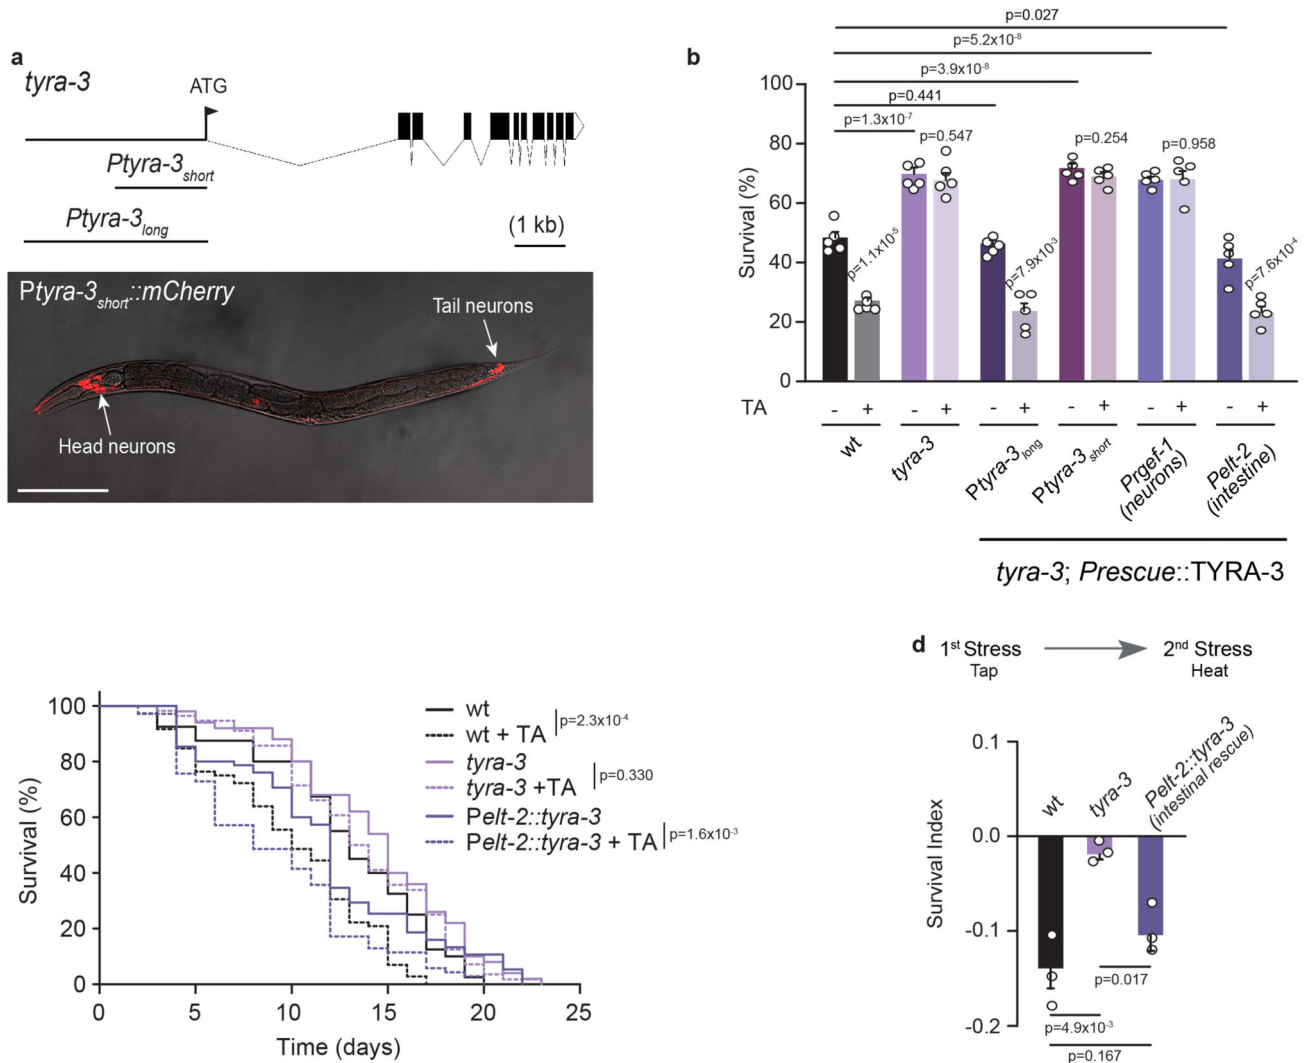 a
tyra-3
ATG
Ptyra-3short
Ptyra-3long
(1 kb)
Ptyra-3short::mCherry
Tail neurons
Head neurons
b
p=0.027
p=5.2x10-8
p=3.9x10-8
p=0.441
p=1.3x10-7
p=0.547
p=0.254
p=0.958
p=1.1x10-5
p=7.9x10-3
p=7.6x10-4
Survival (%)
100
80
60
40
20
0
TA
- + - + - + - + - + - +
wt
tyra-3
Ptyra-3long
Ptyra-3short
Prgef-1
(neurons)
Pelt-2
(intestine)
tyra-3; Prescue::TYRA-3
Survival (%)
100
80
60
40
20
0
0 5 10 15 20 25
Time (days)
wt
wt + TA
p=2.3x10-4
tyra-3
tyra-3 +TA
p=0.330
Pelt-2::tyra-3
Pelt-2::tyra-3 + TA
p=1.6x10-3
d
1st Stress
Tap
2nd Stress
Heat
Survival Index
0.1
0.0
-0.1
-0.2
wt
tyra-3
Pelt-2::tyra-3
(intestinal rescue)
p=0.017
p=4.9x10-3
p=0.167